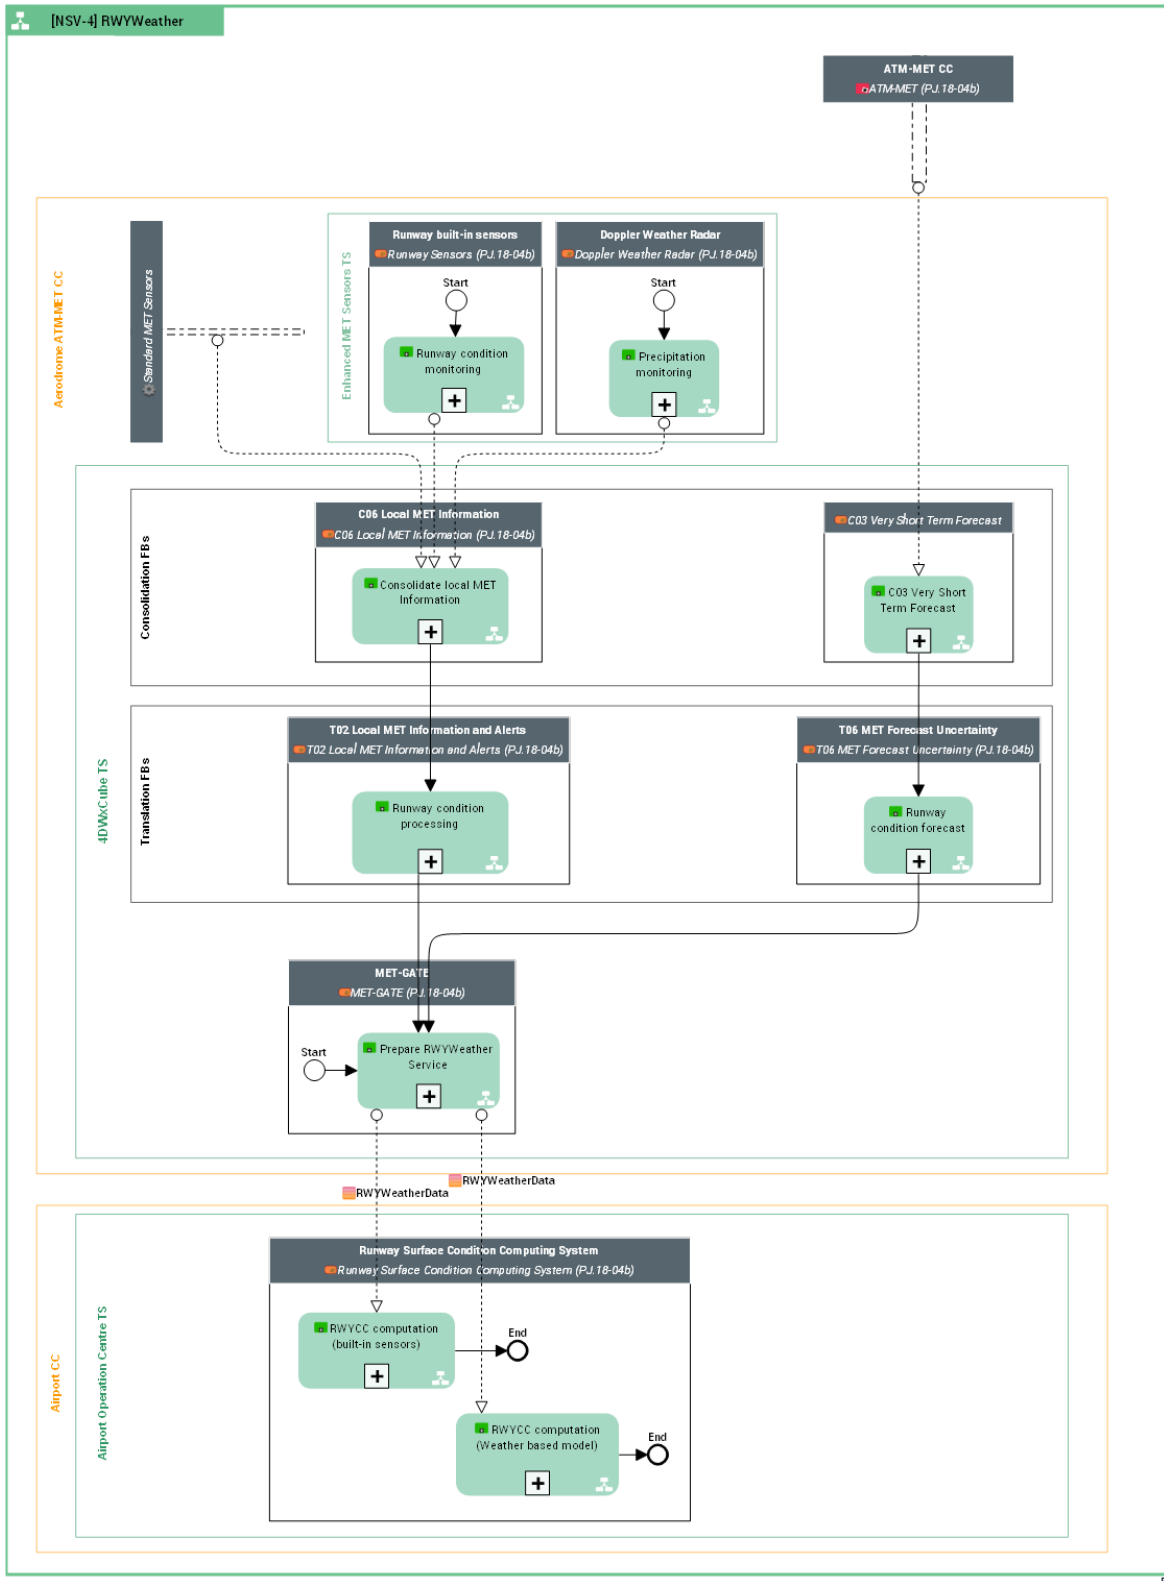 [NSV-4] RWYWeather
ATM-MET CC
ATM-MET (PJ.18-04b)
Aerodrome ATM-MET CC
Standard MET Sensors
Enhanced MET Sensors TS
Runway built-in sensors
Runway Sensors (PJ.18-04b)
Start
Runway condition
monitoring
Doppler Weather Radar
Doppler Weather Radar (PJ.18-04b)
Start
Precipitation
monitoring
4DWxCube TS
Consolidation FBs
C06 Local MET Information
C06 Local MET Information (PJ.18-04b)
Consolidate local MET
Information
C03 Very Short Term Forecast
C03 Very Short
Term Forecast
Translation FBs
T02 Local MET Information and Alerts
T02 Local MET Information and Alerts (PJ.18-04b)
Runway condition
processing
T06 MET Forecast Uncertainty
T06 MET Forecast Uncertainty (PJ.18-04b)
Runway
condition forecast
MET-GATE
MET-GATE (PJ.18-04b)
Start
Prepare RWYWeather
Service
RWYWeatherData
RWYWeatherData
Airport CC
Airport Operation Centre TS
Runway Surface Condition Computing System
Runway Surface Condition Computing System (PJ.18-04b)
RWYCC computation
(built-in sensors)
End
RWYCC computation
(Weather based model)
End